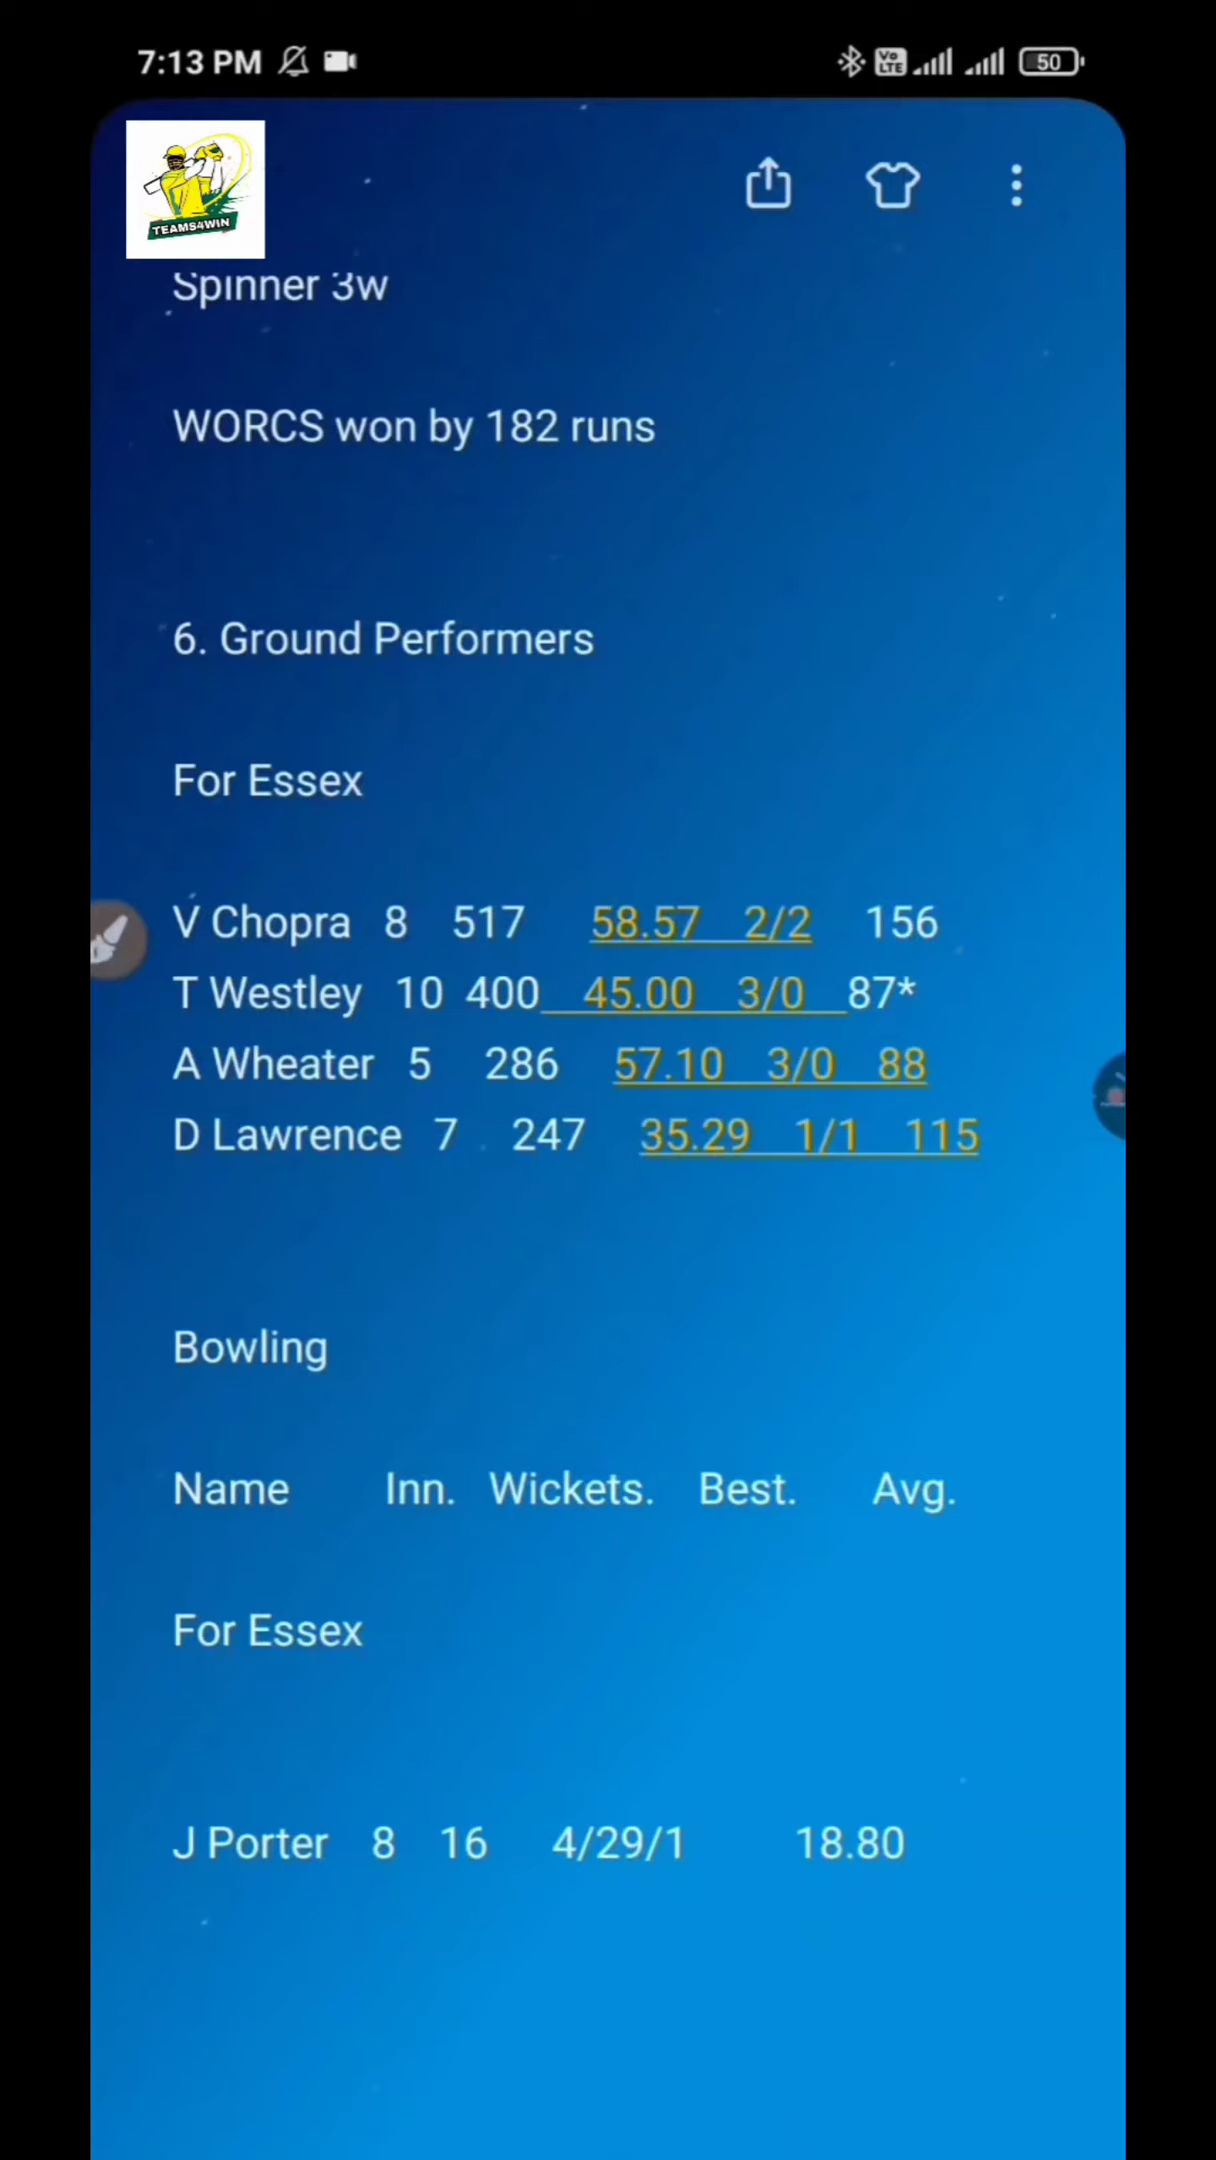 7:13 PM
Vo LTE
50
TEAMS4WIN
Spinner 3w
WORCS won by 182 runs
6. Ground Performers
For Essex
V Chopra 8 517 58.57 2/2 156
T Westley 10 400 45.00 3/0 87*
A Wheater 5 286 57.10 3/0 88
D Lawrence 7 247 35.29 1/1 115
Bowling
Name Inn. Wickets. Best. Avg.
For Essex
J Porter 8 16 4/29/1 18.80